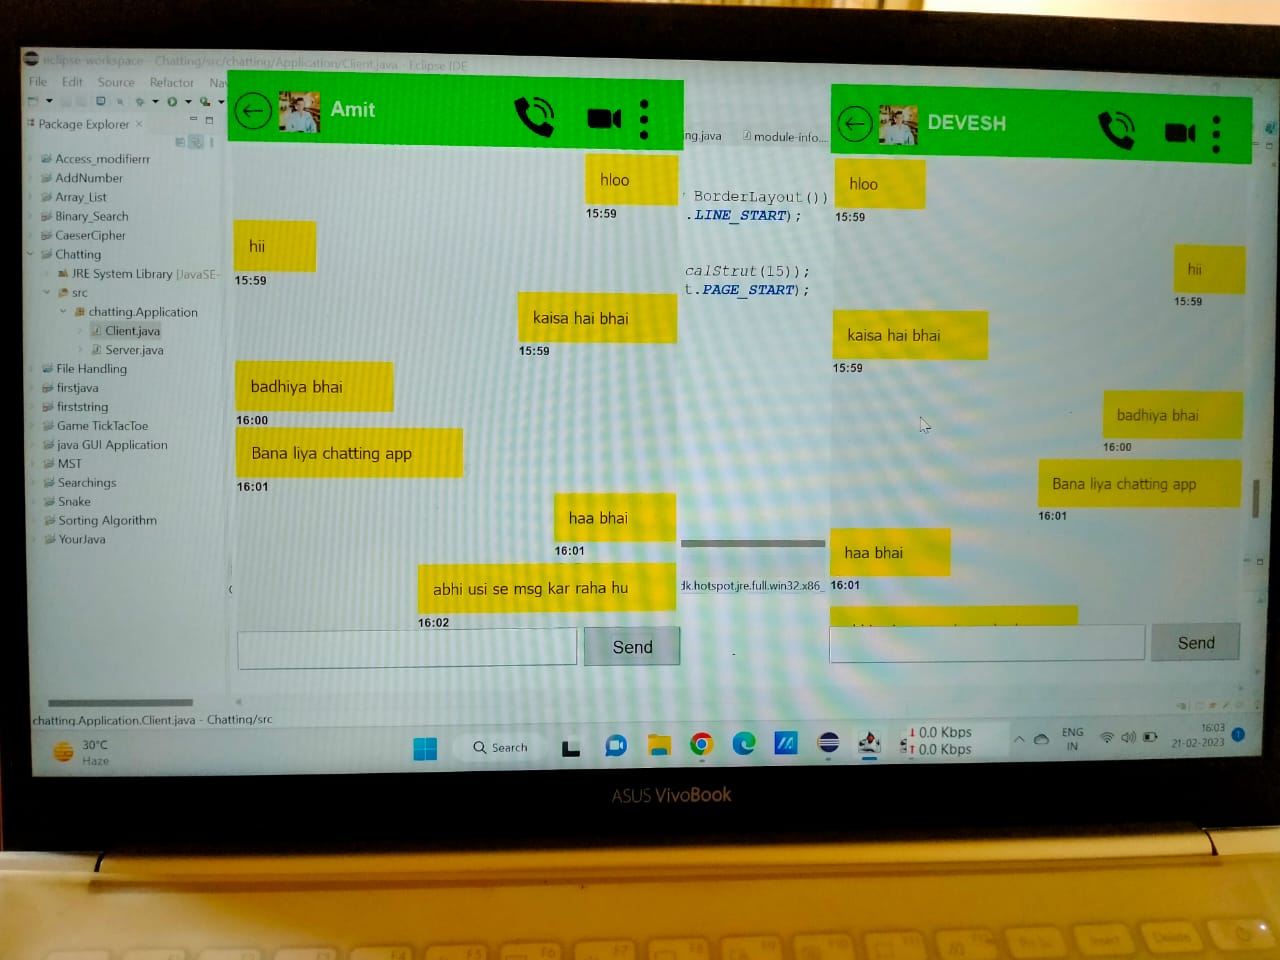 eclipse-workspace - Chatting/src/chatting/Application/Client.java - Eclipse IDE
File Edit Source Refactor Nav
Package Explorer ×
Access_modifierrr
AddNumber
Array_List
Binary_Search
CaeserCipher
Chatting
JRE System Library [JavaSE-
src
chatting.Application
Client.java
Server.java
File Handling
firstjava
firststring
Game TickTacToe
java GUI Application
MST
Searchings
Snake
Sorting Algorithm
YourJava
chatting.Application.Client.java - Chatting/src
Amit
hloo
15:59
hii
15:59
kaisa hai bhai
15:59
badhiya bhai
16:00
Bana liya chatting app
16:01
haa bhai
16:01
abhi usi se msg kar raha hu
16:02
Send
ng.java module-info....
BorderLayout())
.LINE_START);
calStrut(15));
t.PAGE_START);
dk.hotspot.jre.full.win32.x86_
DEVESH
hloo
15:59
hii
15:59
kaisa hai bhai
15:59
badhiya bhai
16:00
Bana liya chatting app
16:01
haa bhai
16:01
Send
30°C
Haze
Search
0.0 Kbps
0.0 Kbps
ENG
IN
16:03
21-02-2023
1
ASUS VivoBook